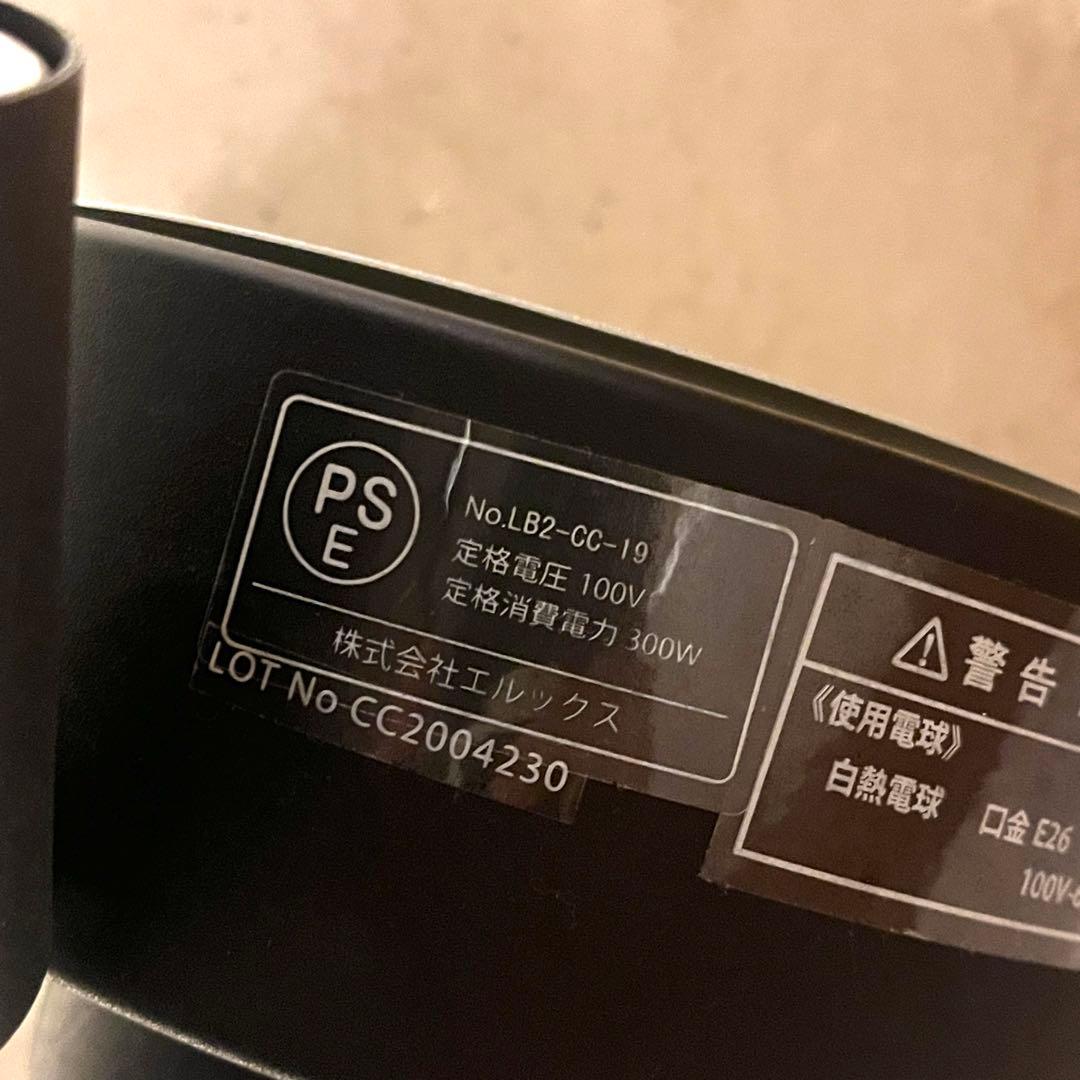 PS
E
No.LB2-CC-19
定格電圧 100V
定格消費電力 300W
株式会社エルックス
LOT No CC2004230
警告
《使用電球》
白熱電球 口金 E26
100V-